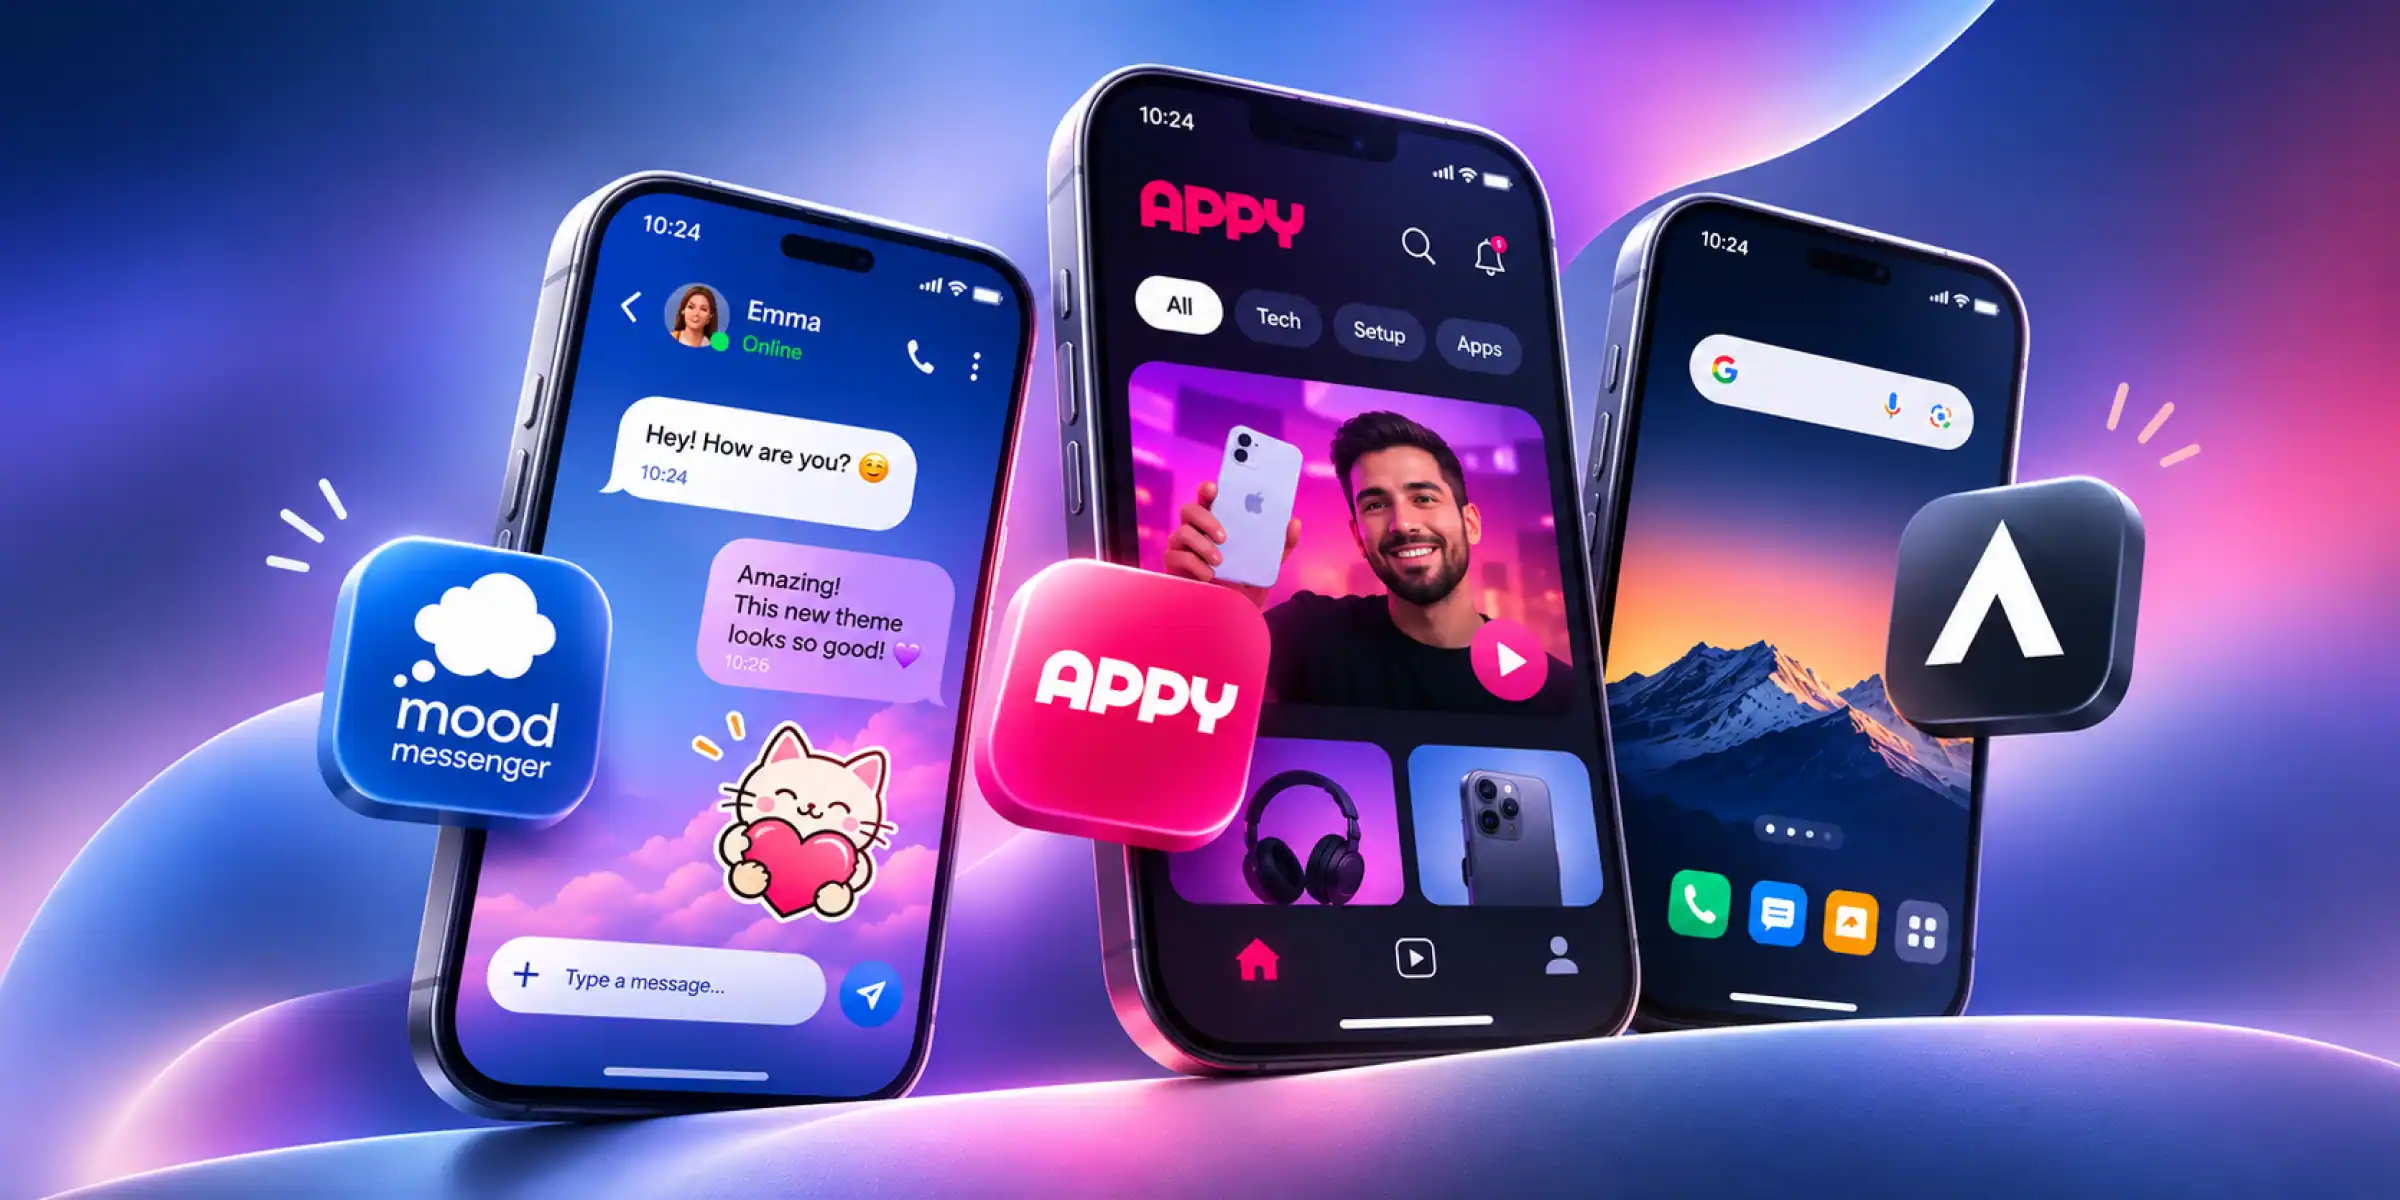 10:24
Emma
Online
Hey! How are you? 😊
10:24
Amazing!
This new theme
looks so good! 💜
10:26
Type a message...
mood
messenger
10:24
APPY
All
Tech
Setup
Apps
APPY
10:24
G